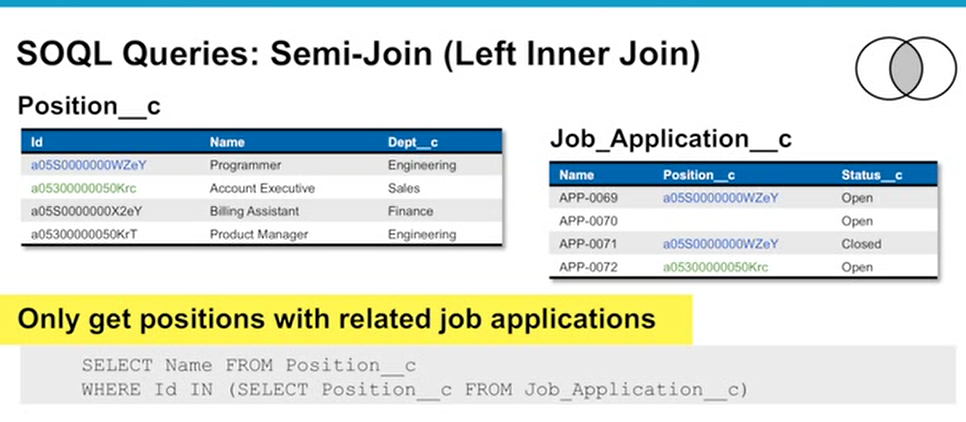 SOQL Queries: Semi-Join (Left Inner Join)
Position__c
Id Name Dept__c
a05S0000000WZeY Programmer Engineering
a05300000050Krc Account Executive Sales
a05S0000000X2eY Billing Assistant Finance
a05300000050KrT Product Manager Engineering
Job_Application__c
Name Position__c Status__c
APP-0069 a05S0000000WZeY Open
APP-0070 Open
APP-0071 a05S0000000WZeY Closed
APP-0072 a05300000050Krc Open
Only get positions with related job applications
SELECT Name FROM Position__c
WHERE Id IN (SELECT Position__c FROM Job_Application__c)